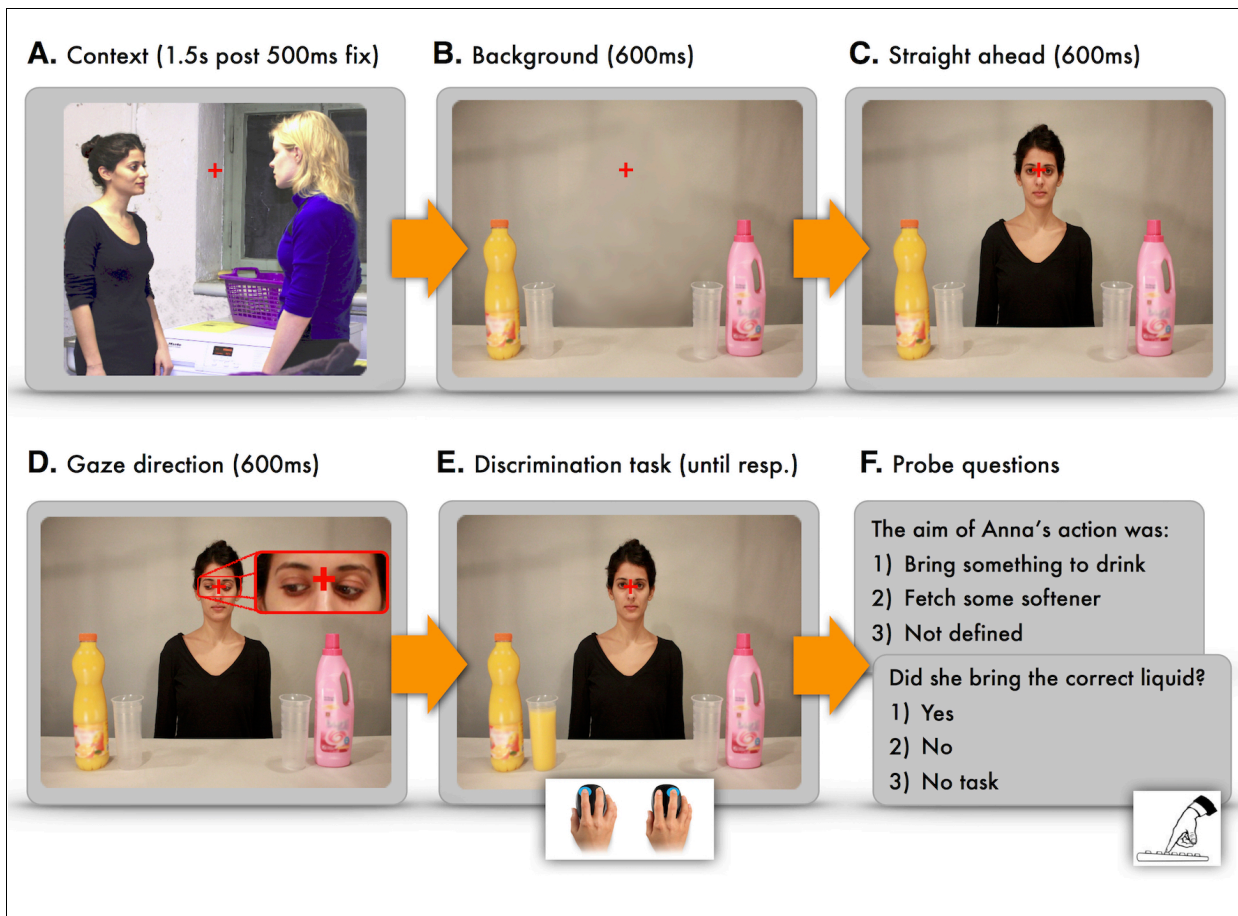 A. Context (1.5s post 500ms fix)
B. Background (600ms)
C. Straight ahead (600ms)
D. Gaze direction (600ms)
E. Discrimination task (until resp.)
F. Probe questions
The aim of Anna's action was:
1) Bring something to drink
2) Fetch some softener
3) Not defined
Did she bring the correct liquid?
1) Yes
2) No
3) No task